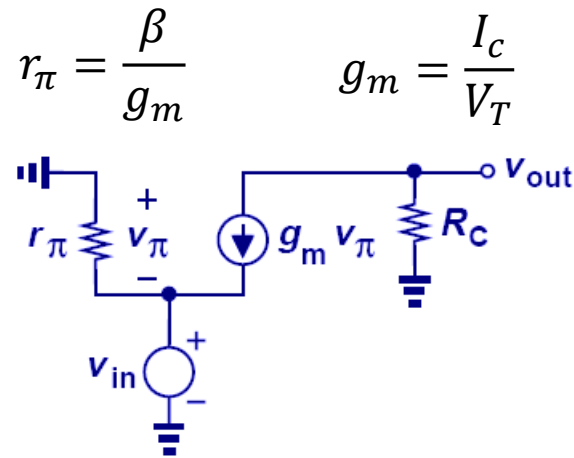 r_π = β / g_m    g_m = I_c / V_T
+
r_π v_π g_m v_π R_C v_out
−
v_in + −